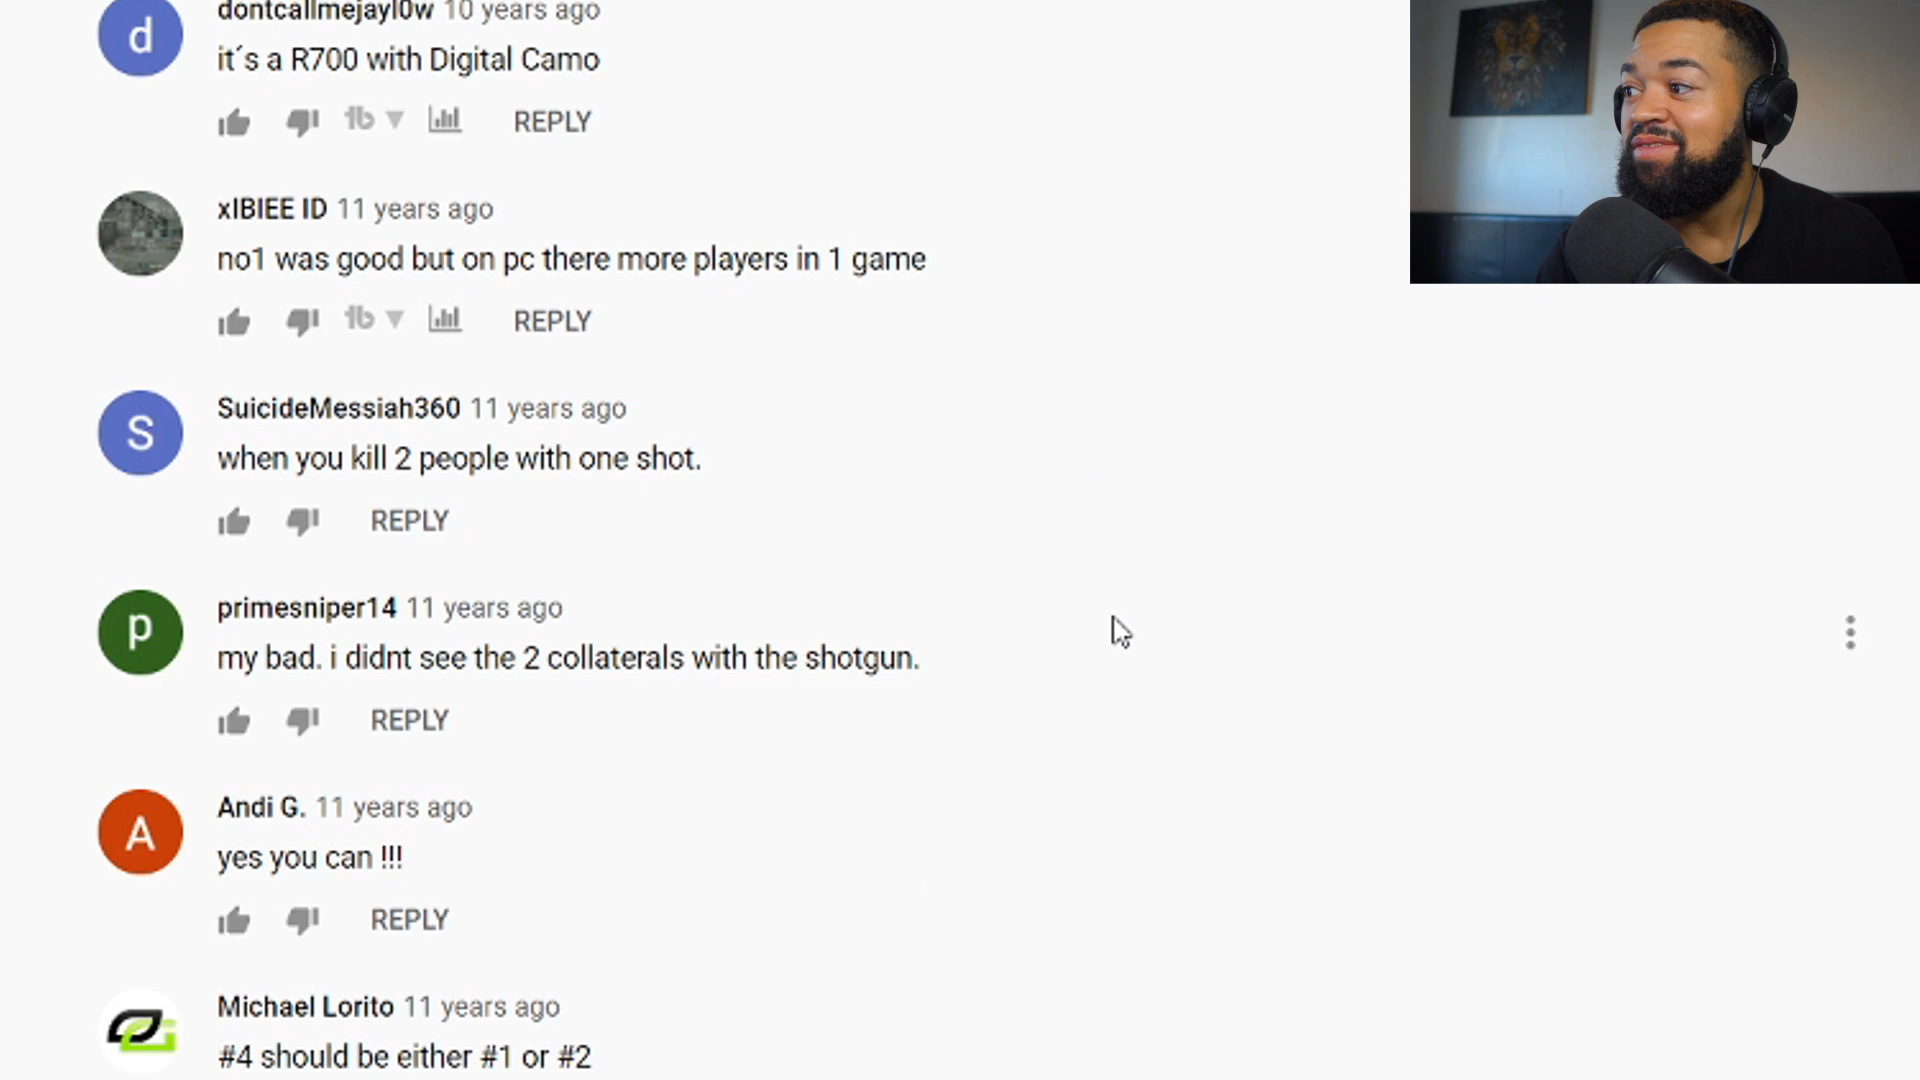 dontcallmejayl0w 10 years ago
it´s a R700 with Digital Camo
REPLY
xIBIEE ID 11 years ago
no1 was good but on pc there more players in 1 game
REPLY
S
SuicideMessiah360 11 years ago
when you kill 2 people with one shot.
REPLY
p
primesniper14 11 years ago
my bad. i didnt see the 2 collaterals with the shotgun.
REPLY
A
Andi G. 11 years ago
yes you can !!!
REPLY
Michael Lorito 11 years ago
#4 should be either #1 or #2
d